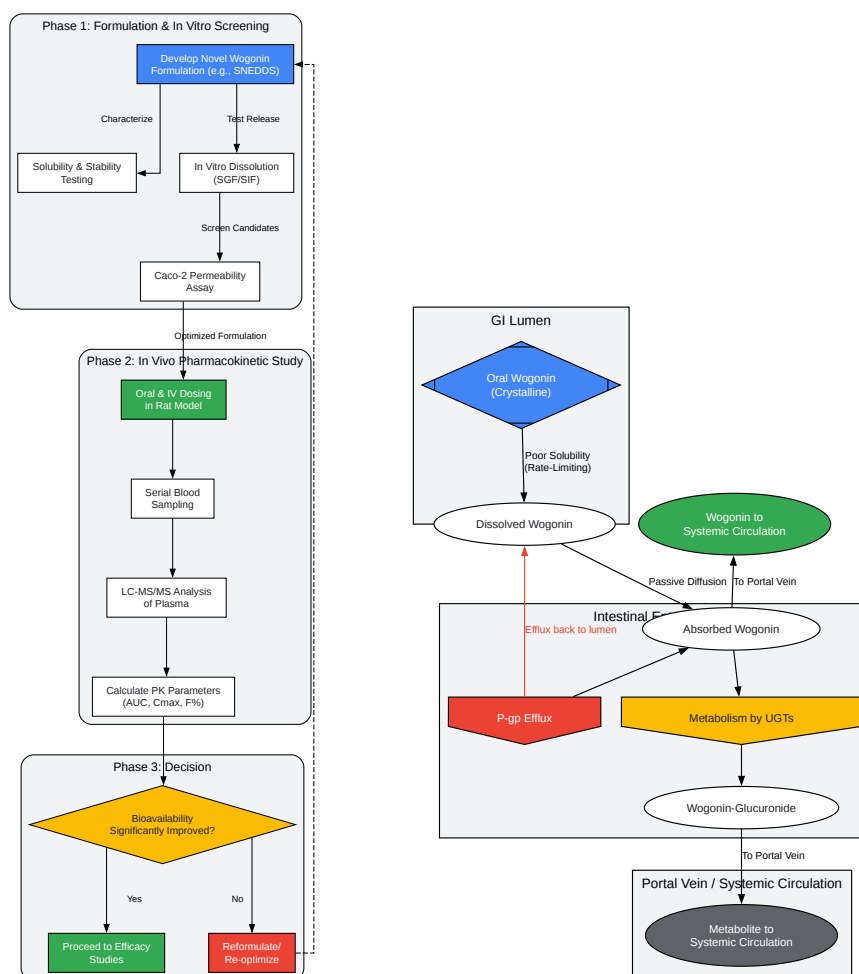 Phase 1: Formulation & In Vitro Screening
Develop Novel Wogonin
Formulation (e.g., SNEDDS)
Characterize
Test Release
Solubility & Stability
Testing
In Vitro Dissolution
(SGF/SIF)
Screen Candidates
Caco-2 Permeability
Assay
Optimized Formulation
Phase 2: In Vivo Pharmacokinetic Study
Oral & IV Dosing
in Rat Model
Serial Blood
Sampling
LC-MS/MS Analysis
of Plasma
Calculate PK Parameters
(AUC, Cmax, F%)
Phase 3: Decision
Bioavailability
Significantly Improved?
Yes
No
Proceed to Efficacy
Studies
Reformulate/
Re-optimize
GI Lumen
Oral Wogonin
(Crystalline)
Poor Solubility
(Rate-Limiting)
Dissolved Wogonin
Wogonin to
Systemic Circulation
Passive Diffusion
To Portal Vein
Intestinal
Efflux back to lumen
Absorbed Wogonin
P-gp Efflux
Metabolism by UGTs
Wogonin-Glucuronide
To Portal Vein
Portal Vein / Systemic Circulation
Metabolite to
Systemic Circulation